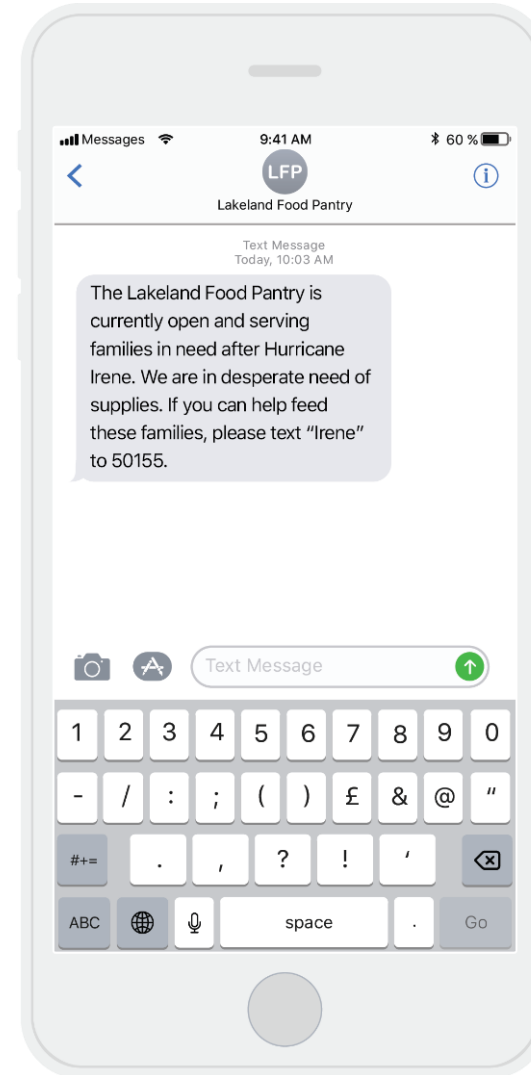 Messages 9:41 AM 60 %
LFP
Lakeland Food Pantry
Text Message
Today, 10:03 AM
The Lakeland Food Pantry is
currently open and serving
families in need after Hurricane
Irene. We are in desperate need of
supplies. If you can help feed
these families, please text “Irene”
to 50155.
Text Message
1 2 3 4 5 6 7 8 9 0
- / : ; ( ) £ & @ "
#+= . , ? ! ‘
ABC space . Go